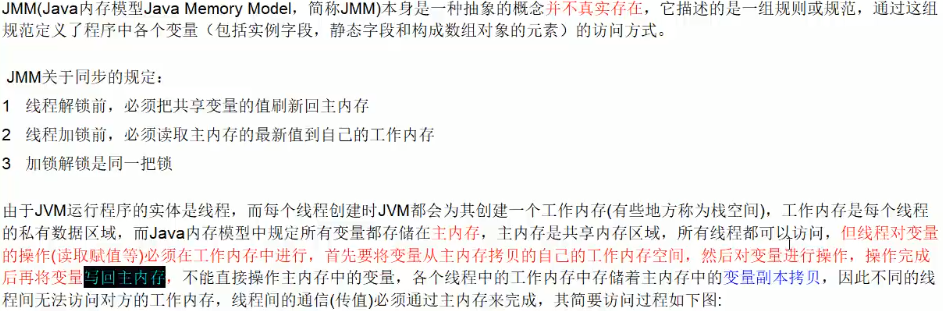 JMM(Java内存模型Java Memory Model，简称JMM)本身是一种抽象的概念并不真实存在，它描述的是一组规则或规范，通过这组
规范定义了程序中各个变量（包括实例字段，静态字段和构成数组对象的元素）的访问方式。
JMM关于同步的规定：
1 线程解锁前，必须把共享变量的值刷新回主内存
2 线程加锁前，必须读取主内存的最新值到自己的工作内存
3 加锁解锁是同一把锁
由于JVM运行程序的实体是线程，而每个线程创建时JVM都会为其创建一个工作内存(有些地方称为栈空间)，工作内存是每个线程
的私有数据区域，而Java内存模型中规定所有变量都存储在主内存，主内存是共享内存区域，所有线程都可以访问，但线程对变量
的操作(读取赋值等)必须在工作内存中进行，首先要将变量从主内存拷贝的自己的工作内存空间，然后对变量进行操作，操作完成
后再将变量写回主内存，不能直接操作主内存中的变量，各个线程中的工作内存中存储着主内存中的变量副本拷贝，因此不同的线
程间无法访问对方的工作内存，线程间的通信(传值)必须通过主内存来完成，其简要访问过程如下图: